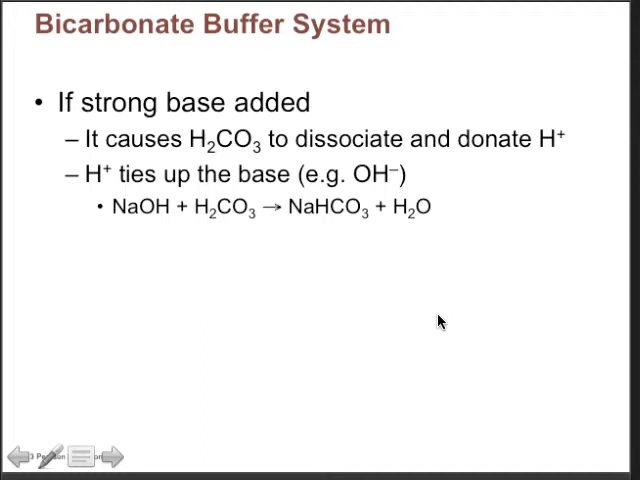 Bicarbonate Buffer System
• If strong base added
– It causes H₂CO₃ to dissociate and donate H⁺
– H⁺ ties up the base (e.g. OH⁻)
• NaOH + H₂CO₃ → NaHCO₃ + H₂O